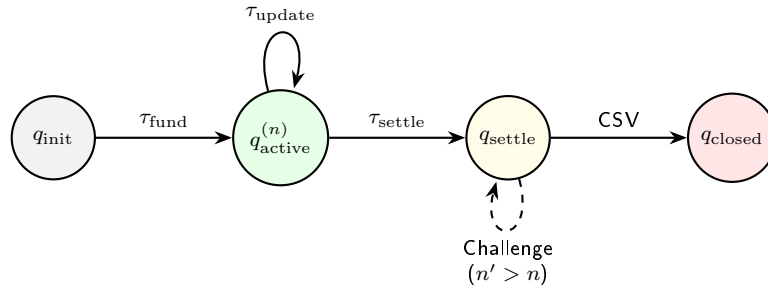 τ_update
q_init
τ_fund
q_active^(n)
τ_settle
q_settle
CSV
q_closed
Challenge
(n′ > n)